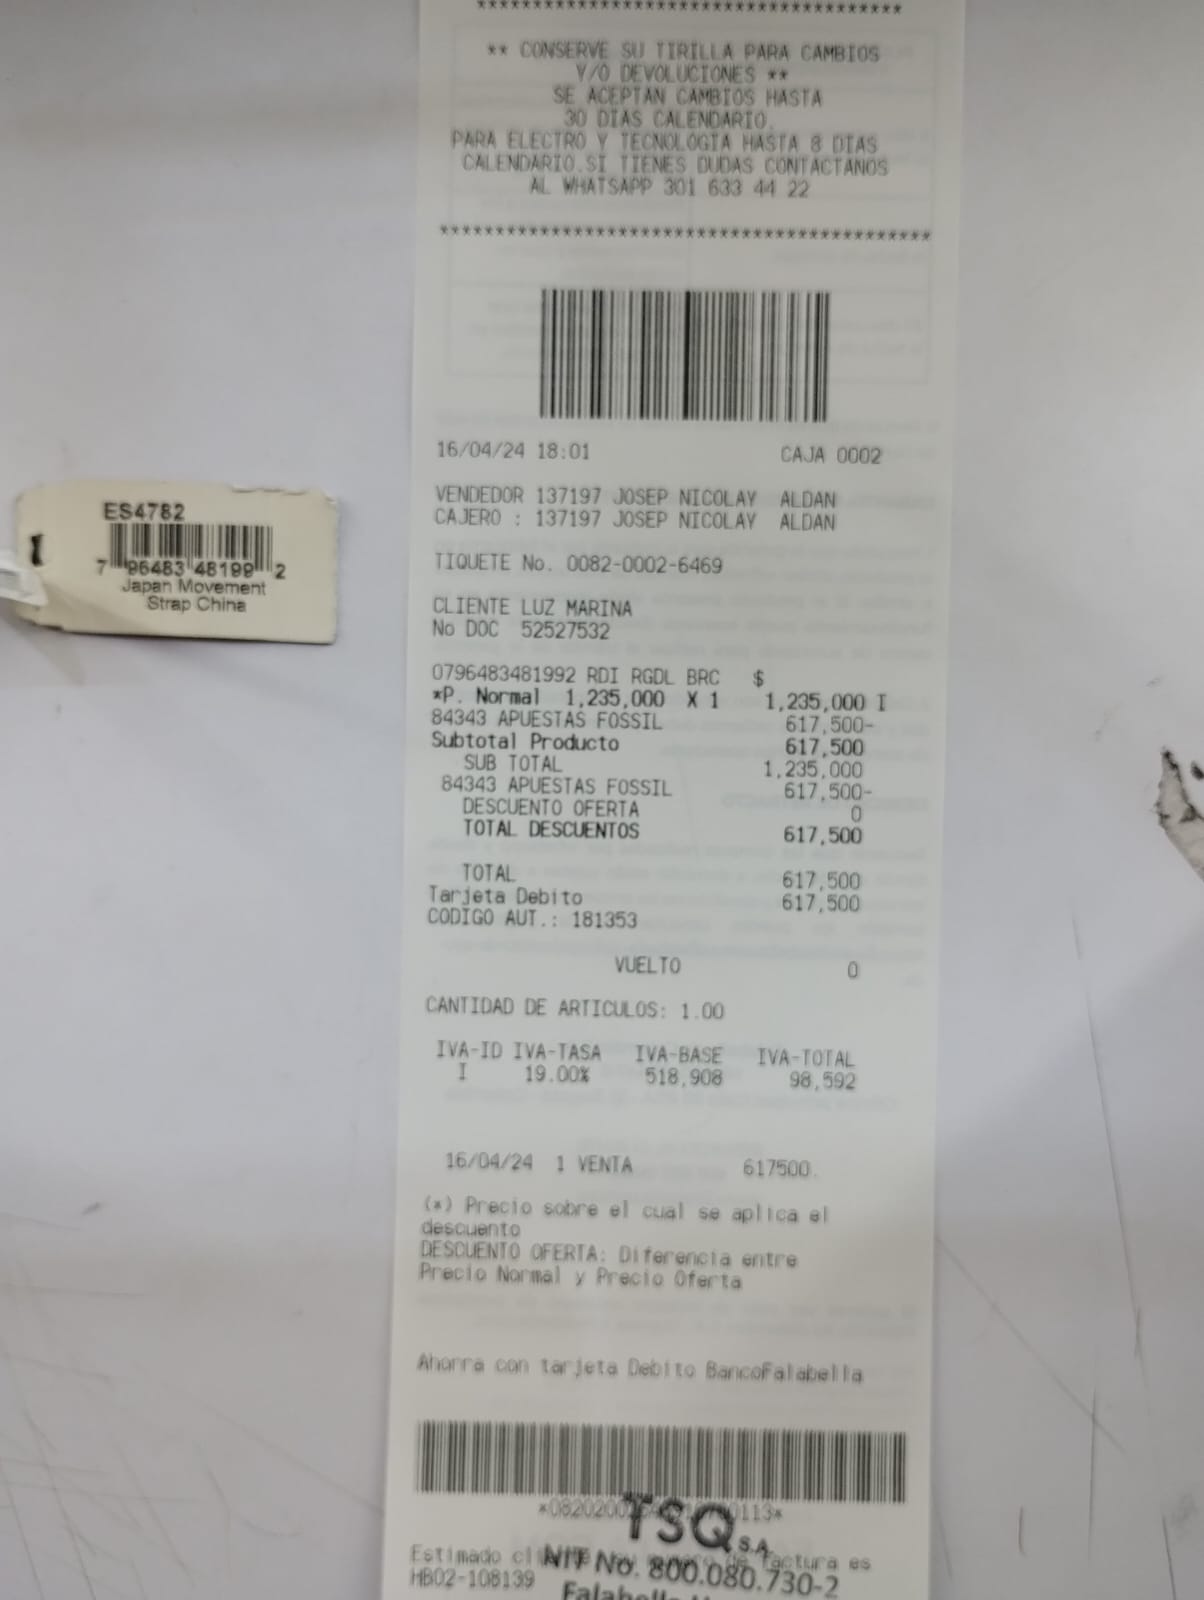 ** CONSERVE SU TIRILLA PARA CAMBIOS
Y/O DEVOLUCIONES **
SE ACEPTAN CAMBIOS HASTA
30 DIAS CALENDARIO.
PARA ELECTRO Y TECNOLOGIA HASTA 8 DIAS
CALENDARIO.SI TIENES DUDAS CONTACTANOS
AL WHATSAPP 301 633 44 22
16/04/24 18:01 CAJA 0002
VENDEDOR 137197 JOSEP NICOLAY ALDAN
CAJERO : 137197 JOSEP NICOLAY ALDAN
TIQUETE No. 0082-0002-6469
CLIENTE LUZ MARINA
No DOC 52527532
0796483481992 RDI RGDL BRC $
*P. Normal 1,235,000 X 1 1,235,000 I
84343 APUESTAS FOSSIL 617,500-
Subtotal Producto 617,500
SUB TOTAL 1,235,000
84343 APUESTAS FOSSIL 617,500-
DESCUENTO OFERTA 0
TOTAL DESCUENTOS 617,500
TOTAL 617,500
Tarjeta Debito 617,500
CODIGO AUT.: 181353
VUELTO 0
CANTIDAD DE ARTICULOS: 1.00
IVA-ID IVA-TASA IVA-BASE IVA-TOTAL
I 19.00% 518,908 98,592
16/04/24 1 VENTA 617500.
(*) Precio sobre el cual se aplica el
descuento
DESCUENTO OFERTA: Diferencia entre
Precio Normal y Precio Oferta
Ahorra con tarjeta Debito BancoFalabella
TSQ S.A.
Estimado de factura es
NIT No. 800.080.730-2
HB02-108139
Falabella
ES4782
7 96483 48199 2
Japan Movement
Strap China